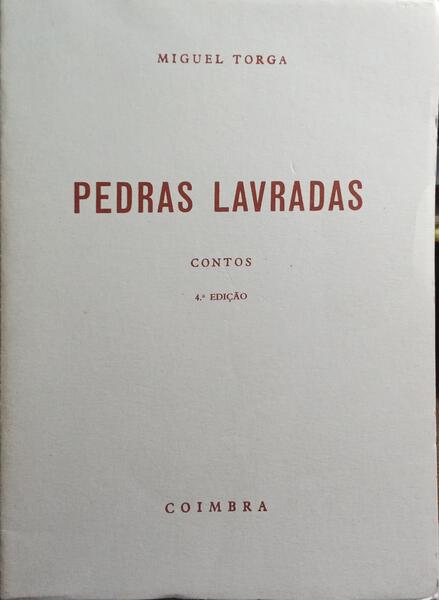 MIGUEL TORGA
PEDRAS LAVRADAS
CONTOS
4.ª EDIÇÃO
COIMBRA